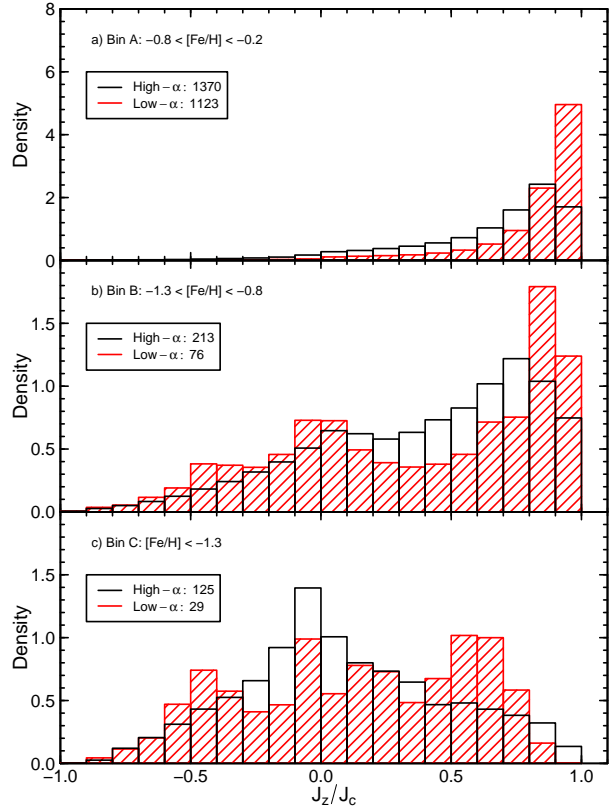 a) Bin A: −0.8 < [Fe/H] < −0.2
High−α: 1370
Low−α: 1123
Density
8
6
4
2
0
b) Bin B: −1.3 < [Fe/H] < −0.8
High−α: 213
Low−α: 76
Density
1.5
1.0
0.5
0.0
c) Bin C: [Fe/H] < −1.3
High−α: 125
Low−α: 29
Density
1.5
1.0
0.5
0.0
−1.0 −0.5 0.0 0.5 1.0
J_z/J_c